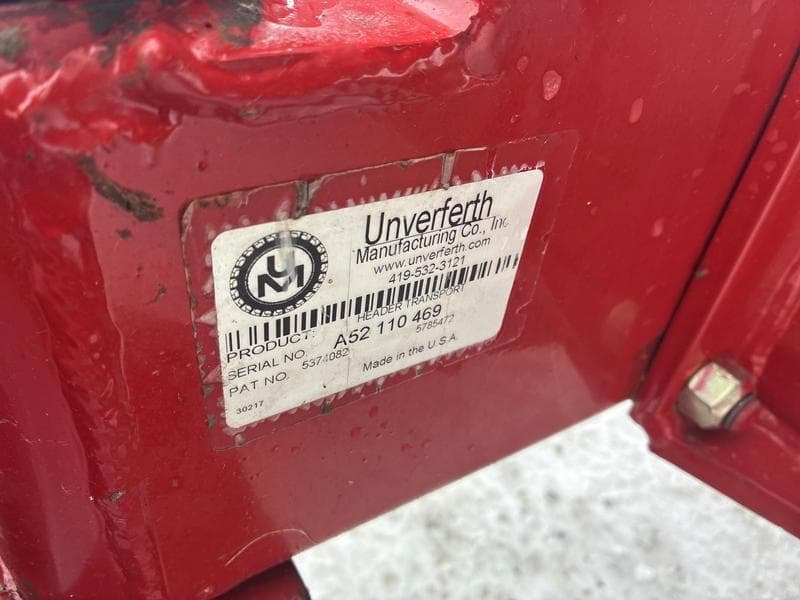 UM
Unverferth
Manufacturing Co., Inc.
www.unverferth.com
419-532-3121
PRODUCT: HEADER TRANSPORT
SERIAL NO. A52 110 469
PAT NO. 5374082 5785472
Made in the U.S.A.
30217